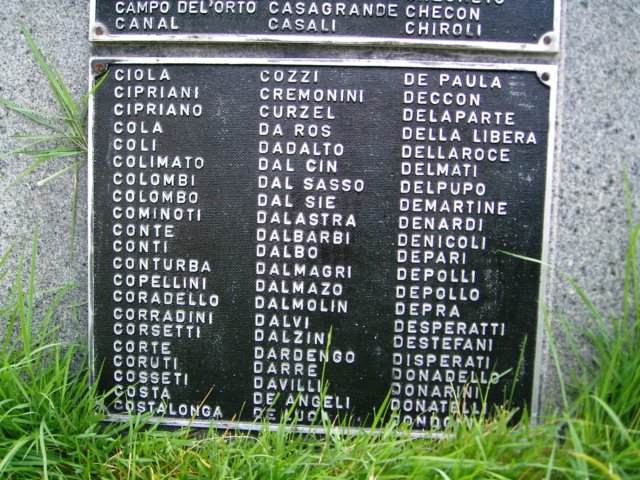 CAMPO DEL'ORTO
CANAL
CASAGRANDE
CASALI
CHECON
CHIROLI
CIOLA
CIPRIANI
CIPRIANO
COLA
COLI
COLIMATO
COLOMBI
COLOMBO
COMINOTI
CONTE
CONTI
CONTURBA
COPELLINI
CORADELLO
CORRADINI
CORSETTI
CORTE
CORUTI
COSSETI
COSTA
COSTALONGA
COZZI
CREMONINI
CURZEL
DA ROS
DADALTO
DAL CIN
DAL SASSO
DAL SIE
DALASTRA
DALBARBI
DALBO
DALMAGRI
DALMAZO
DALMOLIN
DALVI
DALZIN
DARDENGO
DARRE
DAVILLI
DE ANGELI
DE LUCA
DE PAULA
DECCON
DELAPARTE
DELLA LIBERA
DELLAROCE
DELMATI
DELPUPO
DEMARTINE
DENARDI
DENICOLI
DEPARI
DEPOLLI
DEPOLLO
DEPRA
DESPERATTI
DESTEFANI
DISPERATI
DONADELLO
DONARINI
DONATELLI